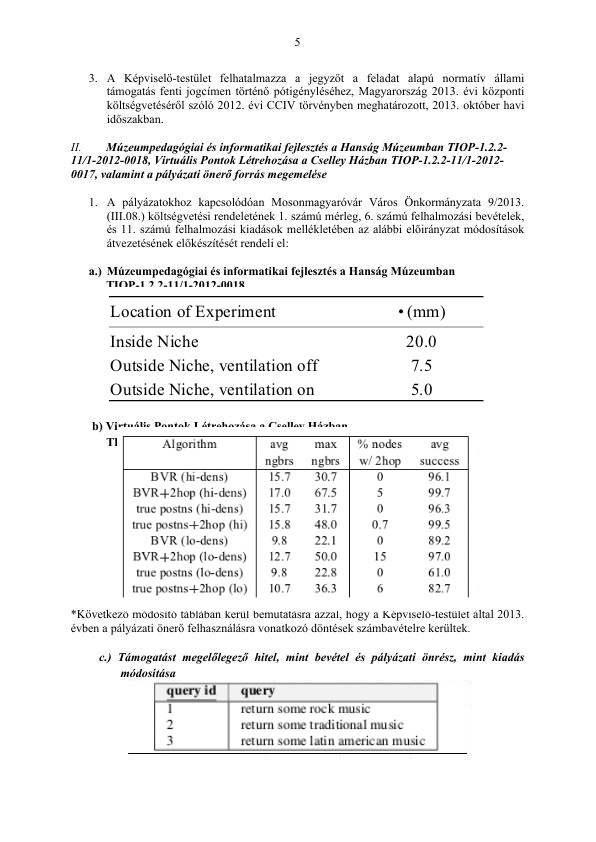 5
3. A Képviselő-testület felhatalmazza a jegyzőt a feladat alapú normatív állami
támogatás fenti jogcímen történő pótigényléséhez, Magyarország 2013. évi központi
költségvetéséről szóló 2012. évi CCIV törvényben meghatározott, 2013. október havi
időszakban.
II. Múzeumpedagógiai és informatikai fejlesztés a Hanság Múzeumban TIOP-1.2.2-
11/1-2012-0018, Virtuális Pontok Létrehozása a Cselley Házban TIOP-1.2.2-11/1-2012-
0017, valamint a pályázati önerő forrás megemelése
1. A pályázatokhoz kapcsolódóan Mosonmagyaróvár Város Önkormányzata 9/2013.
(III.08.) költségvetési rendeletének 1. számú mérleg, 6. számú felhalmozási bevételek,
és 11. számú felhalmozási kiadások mellékletében az alábbi előirányzat módosítások
átvezetésének előkészítését rendeli el:
a.) Múzeumpedagógiai és informatikai fejlesztés a Hanság Múzeumban
TIOP-1.2.2-11/1-2012-0018
Location of Experiment • (mm)
Inside Niche 20.0
Outside Niche, ventilation off 7.5
Outside Niche, ventilation on 5.0
b) Virtuális Pontok Létrehozása a Cselley Házban
Algorithm avg max % nodes avg
ngbrs ngbrs w/ 2hop success
BVR (hi-dens) 15.7 30.7 0 96.1
BVR+2hop (hi-dens) 17.0 67.5 5 99.7
true postns (hi-dens) 15.7 31.7 0 96.3
true postns+2hop (hi) 15.8 48.0 0.7 99.5
BVR (lo-dens) 9.8 22.1 0 89.2
BVR+2hop (lo-dens) 12.7 50.0 15 97.0
true postns (lo-dens) 9.8 22.8 0 61.0
true postns+2hop (lo) 10.7 36.3 6 82.7
*Következő módosító táblában kerül bemutatásra azzal, hogy a Képviselő-testület által 2013.
évben a pályázati önerő felhasználásra vonatkozó döntések számbavételre kerültek.
c.) Támogatást megelőlegező hitel, mint bevétel és pályázati önrész, mint kiadás
módosítása
query id query
1 return some rock music
2 return some traditional music
3 return some latin american music